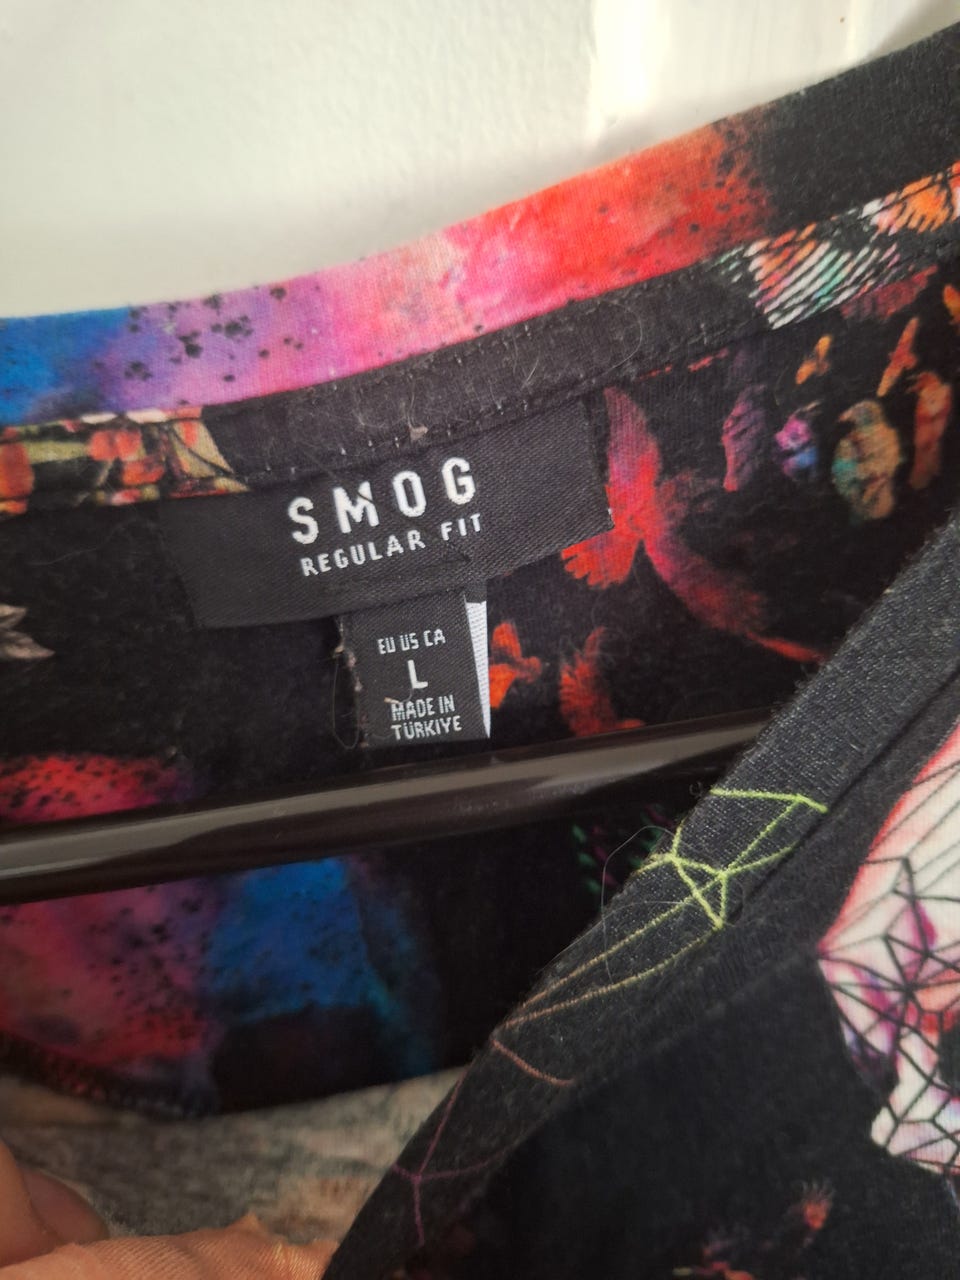 SMOG
REGULAR FIT
EU US CA
L
MADE IN
TÜRKIYE